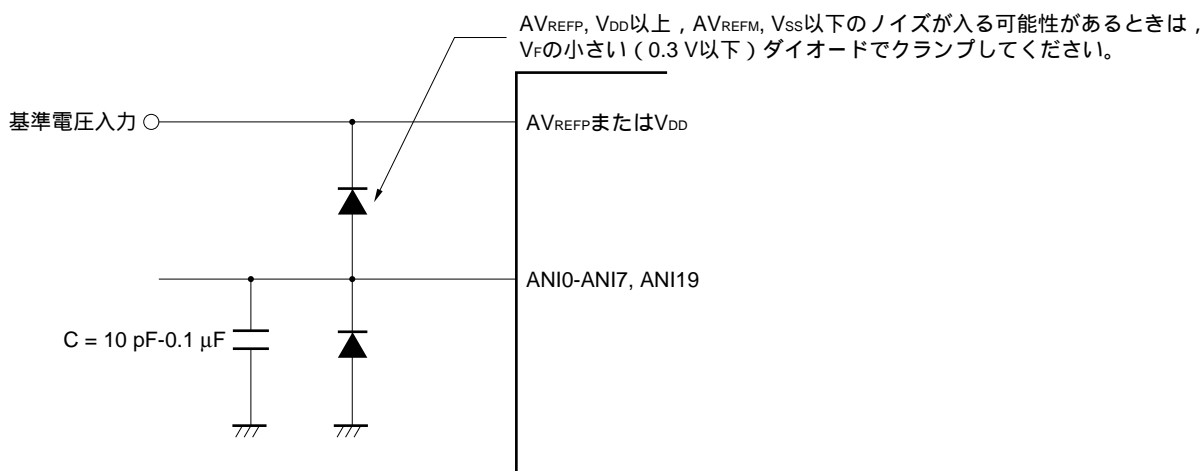 AVREFP, VDD以上，AVREFM, VSS以下のノイズが入る可能性があるときは，
VFの小さい（0.3 V以下）ダイオードでクランプしてください。
基準電圧入力
AVREFPまたはVDD
ANI0-ANI7, ANI19
C = 10 pF-0.1 μF